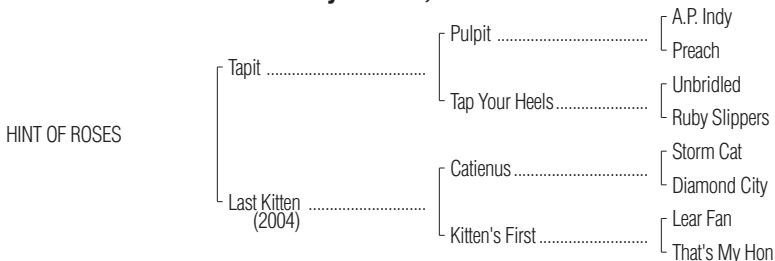 A.P. Indy
Pulpit
Preach
Tapit
Unbridled
Tap Your Heels
Ruby Slippers
HINT OF ROSES
Storm Cat
Catienus
Diamond City
Last Kitten
(2004)
Lear Fan
Kitten's First
That's My Hon